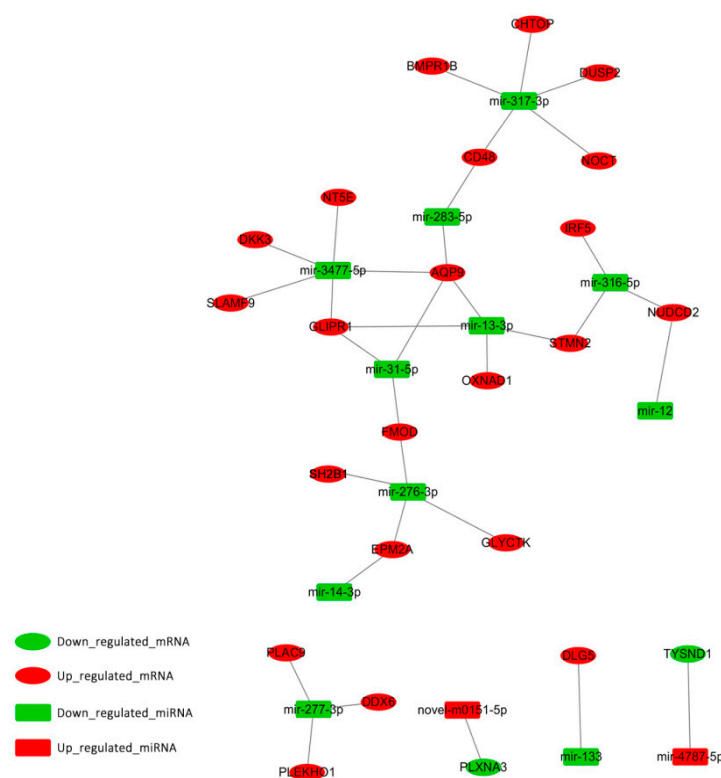 CHTOP
BMPR1B
DUSP2
mir-317-3p
CD48
NOCT
NT5E
mir-283-5p
IRF5
DKK3
mir-3477-5p
AQP9
mir-316-5p
SLAMF9
GLIPR1
mir-13-3p
NUDCD2
STMN2
mir-31-5p
OXNAD1
mir-12
FMOD
SH2B1
mir-276-3p
GLYCTK
EPM2A
mir-14-3p
Down_regulated_mRNA
Up_regulated_mRNA
Down_regulated_miRNA
Up_regulated_miRNA
PLAC9
DDX6
mir-277-3p
PLEKHO1
novel-m0151-5p
PLXNA3
DLG5
mir-133
TYSND1
mir-4787-5p